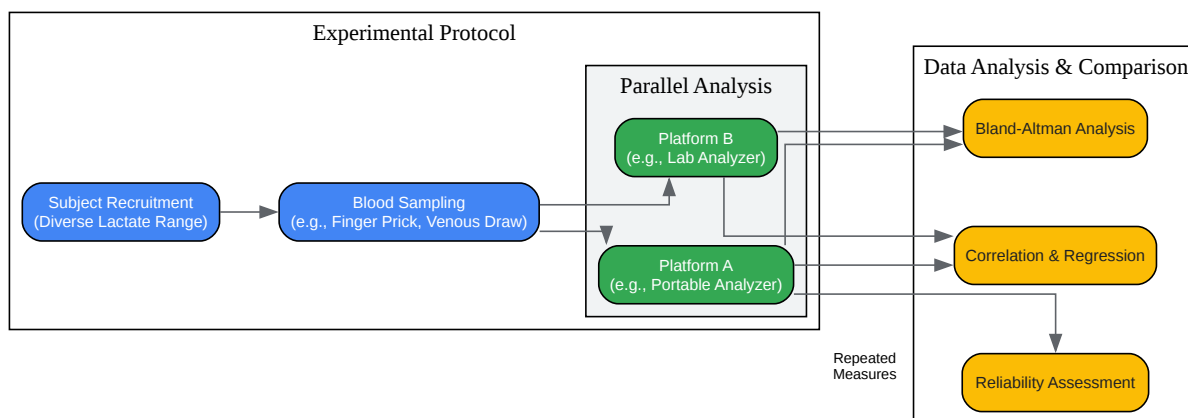 Experimental Protocol
Data Analysis & Comparison
Parallel Analysis
Platform B
(e.g., Lab Analyzer)
Bland-Altman Analysis
Subject Recruitment
(Diverse Lactate Range)
Blood Sampling
(e.g., Finger Prick, Venous Draw)
Platform A
(e.g., Portable Analyzer)
Correlation & Regression
Repeated
Measures
Reliability Assessment